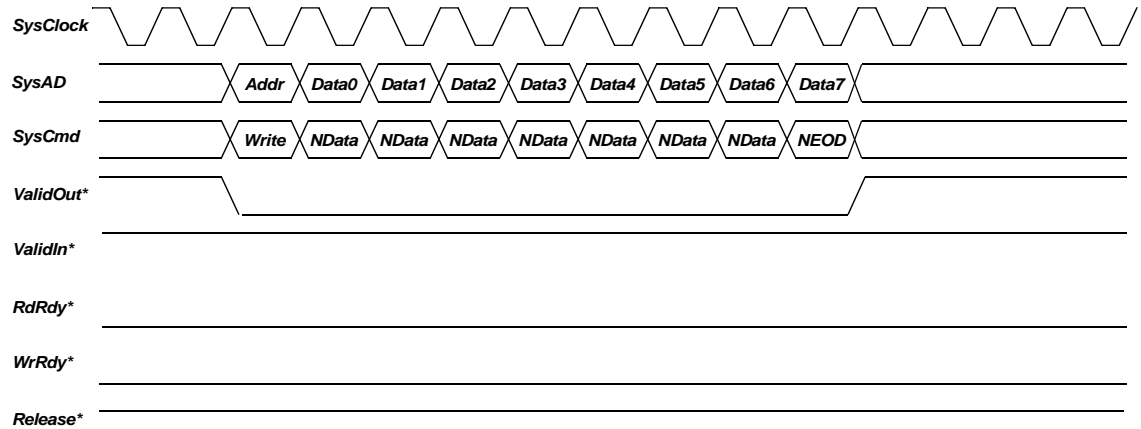 SysClock
SysAD Addr Data0 Data1 Data2 Data3 Data4 Data5 Data6 Data7
SysCmd Write NData NData NData NData NData NData NData NEOD
ValidOut*
ValidIn*
RdRdy*
WrRdy*
Release*